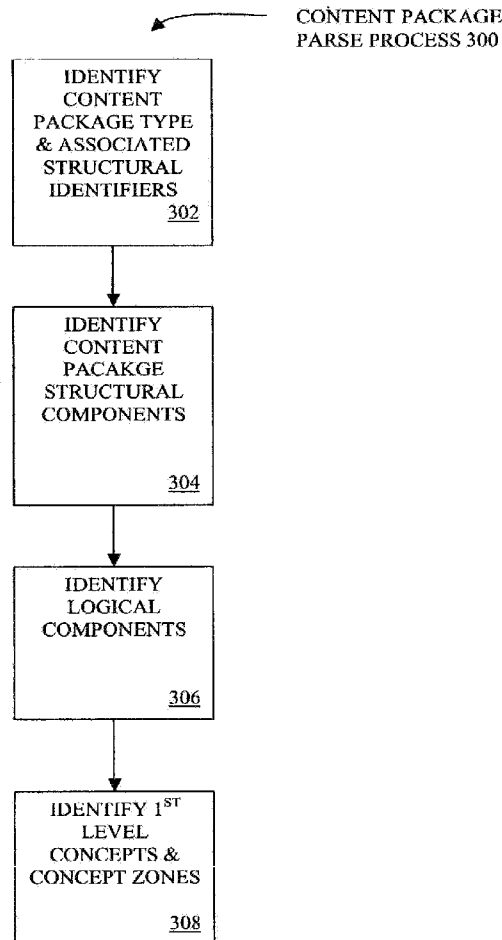 CONTENT PACKAGE
PARSE PROCESS 300
IDENTIFY
CONTENT
PACKAGE TYPE
& ASSOCIATED
STRUCTURAL
IDENTIFIERS
302
IDENTIFY
CONTENT
PACAKGE
STRUCTURAL
COMPONENTS
304
IDENTIFY
LOGICAL
COMPONENTS
306
IDENTIFY 1ST
LEVEL
CONCEPTS &
CONCEPT ZONES
308